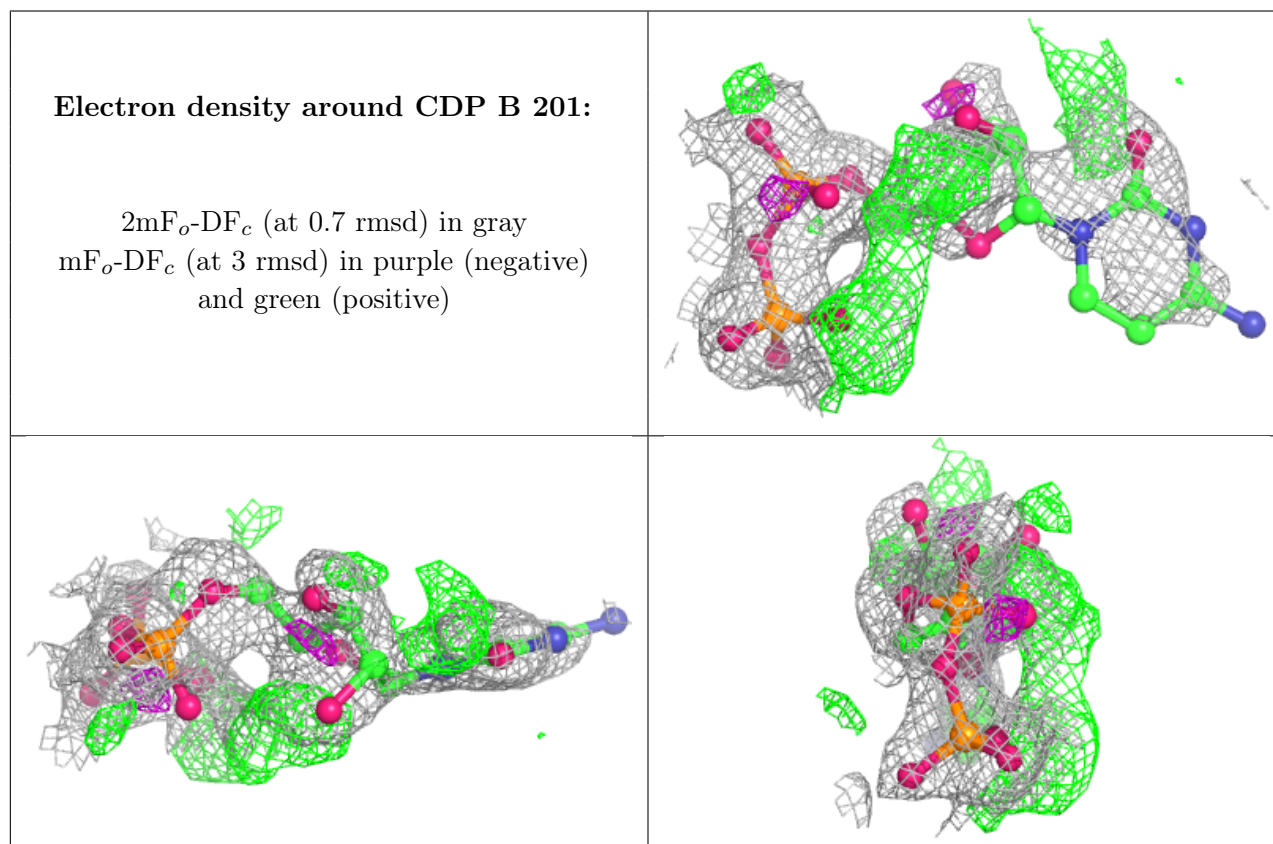 Electron density around CDP B 201:
2mFo-DFc (at 0.7 rmsd) in gray
mFo-DFc (at 3 rmsd) in purple (negative)
and green (positive)